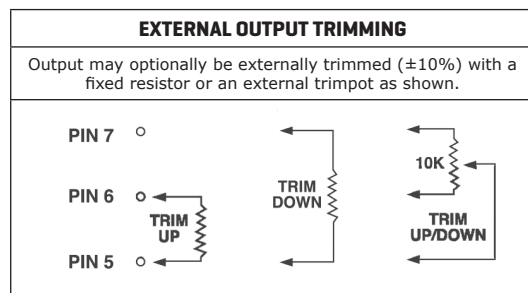 EXTERNAL OUTPUT TRIMMING
Output may optionally be externally trimmed (±10%) with a
fixed resistor or an external trimpot as shown.
PIN 7
10K
PIN 6
TRIM
DOWN
TRIM
UP
TRIM
UP/DOWN
PIN 5